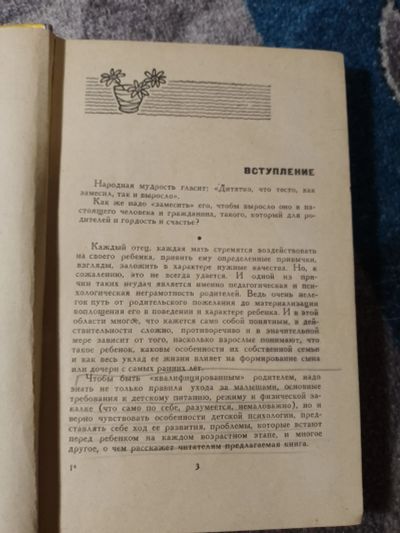 ВСТУПЛЕНИЕ
Народная мудрость гласит: «Дитятко, что тесто, как
замесил, так и выросло».
Как же надо «замесить» его, чтобы выросло оно в на-
стоящего человека и гражданина, такого, который для ро-
дителей и гордость и счастье?
Каждый отец, каждая мать стремится воздействовать
на своего ребенка, привить ему определенные привычки,
взгляды, заложить в характере нужные качества. Но, к
сожалению, это не всегда удается. И одной из при-
чин таких неудач является именно педагогическая и пси-
хологическая неграмотность родителей. Ведь очень неле-
гок путь от родительского пожелания до материализации
воплощения его в поведении и характере ребенка. И в этой
области многое, что кажется само собой понятным, в дей-
ствительности сложно, противоречиво и в значительной
мере зависит от того, насколько взрослые понимают, что
такое ребенок, каковы особенности их собственной семьи
и как весь уклад ее жизни влияет на формирование сына
или дочери с самых ранних лет.
Чтобы быть «квалифицированным» родителем, надо
знать не только правила ухода за малышами, основные
требования к детскому питанию, режиму и физической за-
калке (что само по себе, разумеется, немаловажно), но и
верно чувствовать особенности детской психологии, пред-
ставлять себе ход ее развития, проблемы, которые встают
перед ребенком на каждом возрастном этапе, и многое
другое, о чем расскажет читателям предлагаемая книга.
1* 3